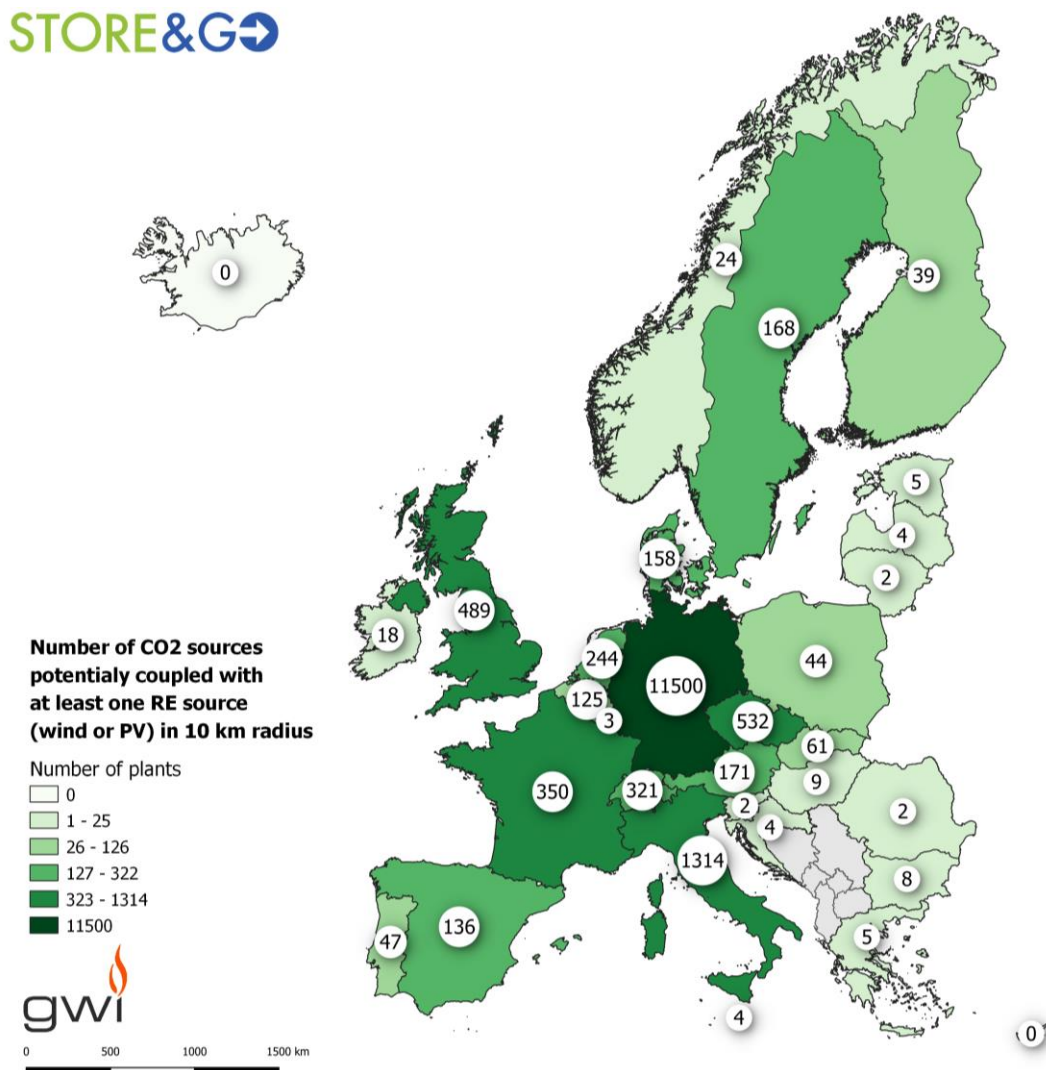 STORE&GO
0
24
39
168
5
4
2
158
489
18
244
44
11500
125
3
532
61
171
9
350
321
2
2
4
1314
8
136
47
5
4
0
Number of CO2 sources
potentialy coupled with
at least one RE source
(wind or PV) in 10 km radius
Number of plants
0
1 - 25
26 - 126
127 - 322
323 - 1314
11500
gwi
0 500 1000 1500 km